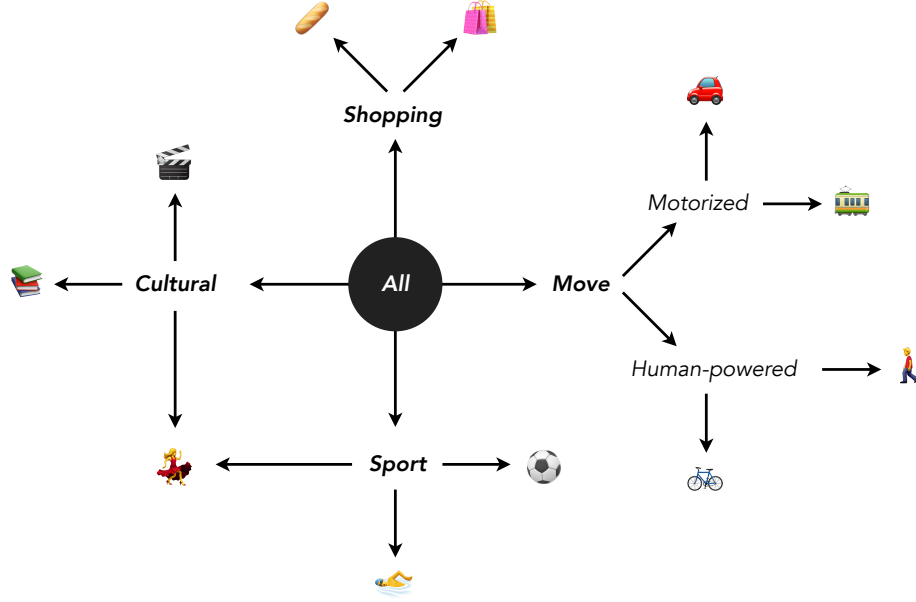 Shopping
Motorized
Cultural
All
Move
Human-powered
Sport